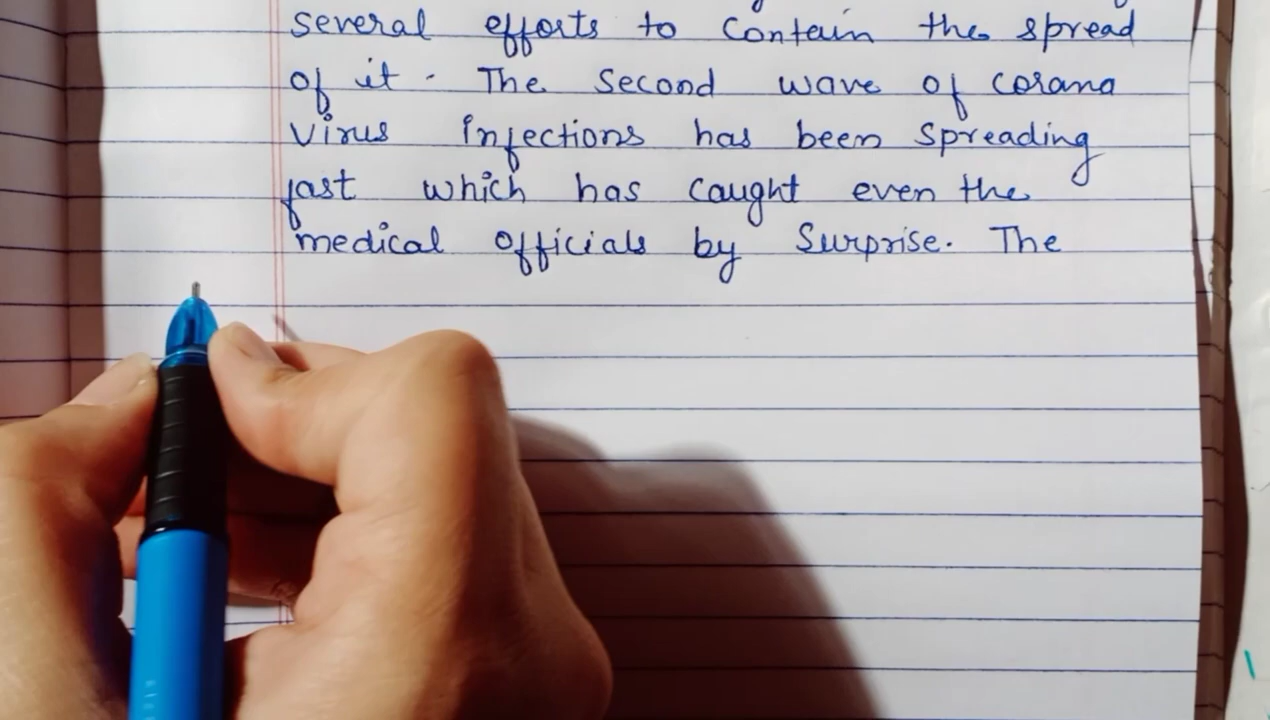 several efforts to contain the spread
of it. The second wave of corana
virus infections has been spreading
fast which has caught even the
medical officials by surprise. The